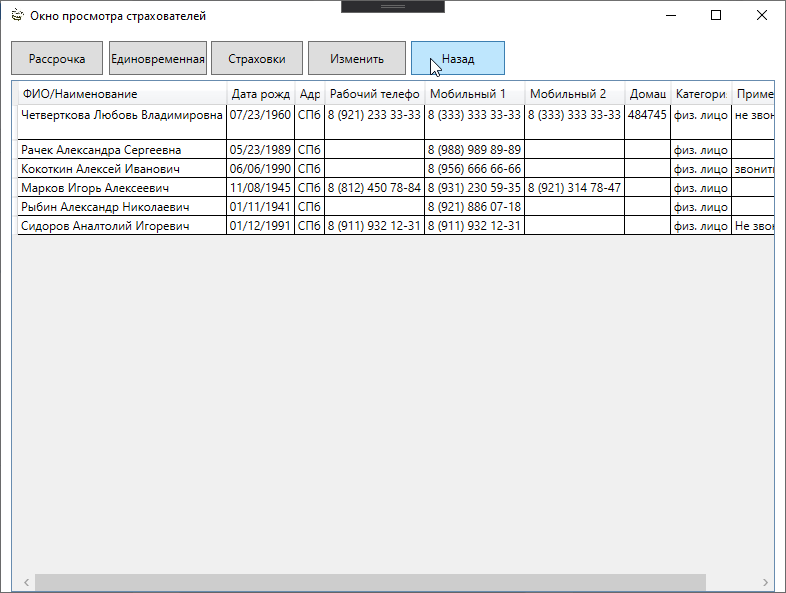 Окно просмотра страхователей
Рассрочка Единовременная Страховки Изменить Назад
ФИО/Наименование Дата рожд Адр Рабочий телефо Мобильный 1 Мобильный 2 Домаш Категори Приме
Четверткова Любовь Владимировна 07/23/1960 СПб 8 (921) 233 33-33 8 (333) 333 33-33 8 (333) 333 33-33 484745 физ. лицо не звон
Рачек Александра Сергеевна 05/23/1989 СПб 8 (988) 989 89-89 физ. лицо
Кокоткин Алексей Иванович 06/06/1990 СПб 8 (956) 666 66-66 физ. лицо звонить
Марков Игорь Алексеевич 11/08/1945 СПб 8 (812) 450 78-84 8 (931) 230 59-35 8 (921) 314 78-47 физ. лицо
Рыбин Александр Николаевич 01/11/1941 СПб 8 (921) 886 07-18 физ. лицо
Сидоров Аналтолий Игоревич 01/12/1991 СПб 8 (911) 932 12-31 8 (911) 932 12-31 физ. лицо Не звон